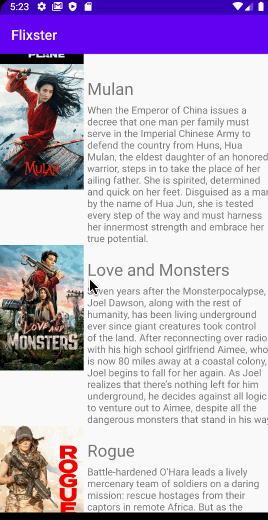 5:23
Flixster
PLANE
Mulan
When the Emperor of China issues a
decree that one man per family must
serve in the Imperial Chinese Army to
defend the country from Huns, Hua
Mulan, the eldest daughter of an honored
warrior, steps in to take the place of her
ailing father. She is spirited, determined
and quick on her feet. Disguised as a man
by the name of Hua Jun, she is tested
every step of the way and must harness
her innermost strength and embrace her
true potential.
MULAN
Love and Monsters
Seven years after the Monsterpocalypse,
Joel Dawson, along with the rest of
humanity, has been living underground
ever since giant creatures took control
of the land. After reconnecting over radio
with his high school girlfriend Aimee, who
is now 80 miles away at a coastal colony,
Joel begins to fall for her again. As Joel
realizes that there's nothing left for him
underground, he decides against all logic
to venture out to Aimee, despite all the
dangerous monsters that stand in his way
LOVE AND
MONSTERS
Rogue
Battle-hardened O'Hara leads a lively
mercenary team of soldiers on a daring
mission: rescue hostages from their
captors in remote Africa. But as the
ROGUE